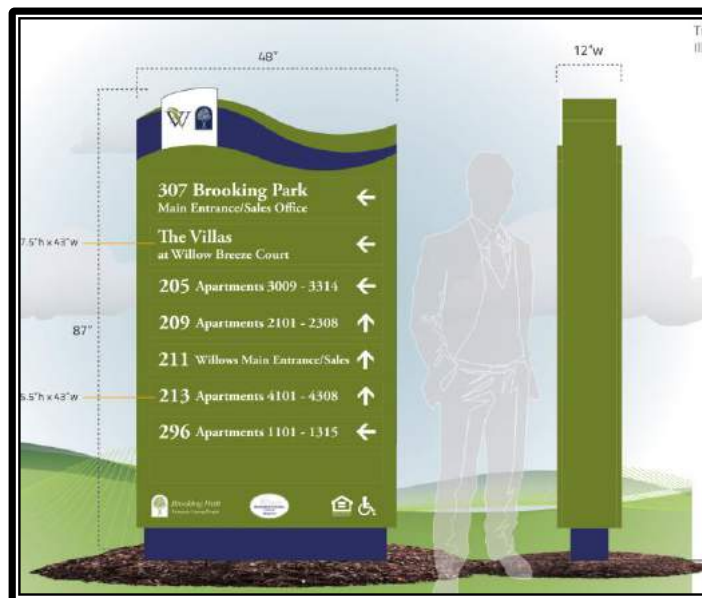 48"
12"w
87"
307 Brooking Park
Main Entrance/Sales Office
7.5"h x 43"w
The Villas
at Willow Breeze Court
205 Apartments 3009 - 3314
209 Apartments 2101 - 2308
211 Willows Main Entrance/Sales
5.5"h x 43"w
213 Apartments 4101 - 4308
296 Apartments 1101 - 1315
Brooking Park
W